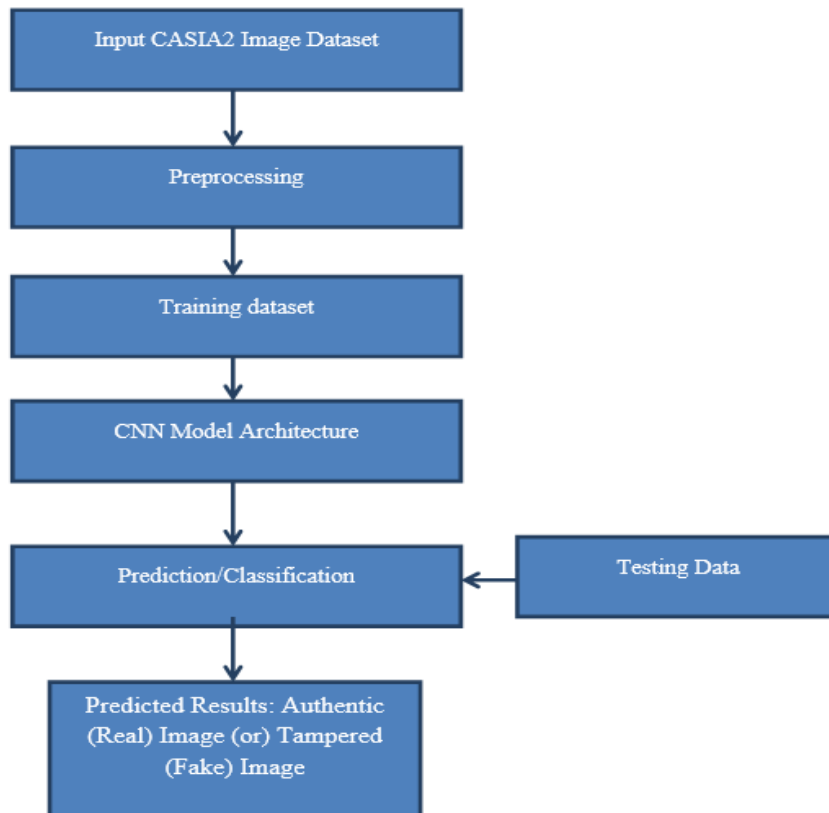 Input CASIA2 Image Dataset
Preprocessing
Training dataset
CNN Model Architecture
Prediction/Classification
Testing Data
Predicted Results: Authentic
(Real) Image (or) Tampered
(Fake) Image